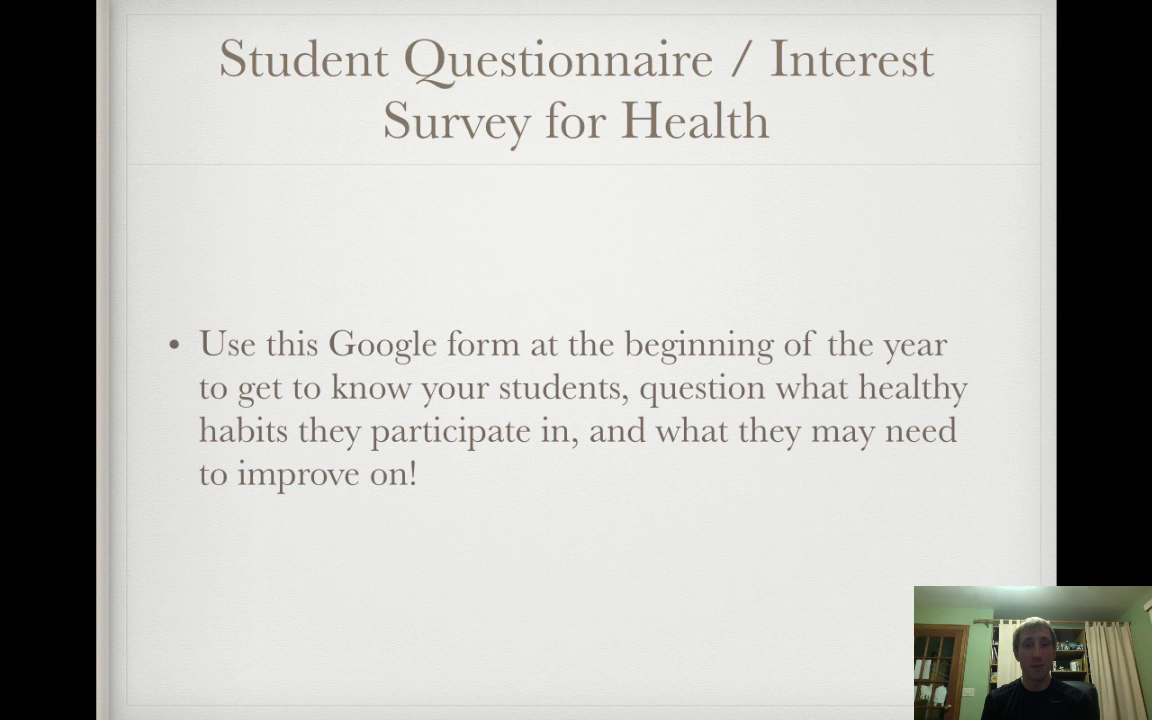 Student Questionnaire / Interest
Survey for Health
• Use this Google form at the beginning of the year
to get to know your students, question what healthy
habits they participate in, and what they may need
to improve on!